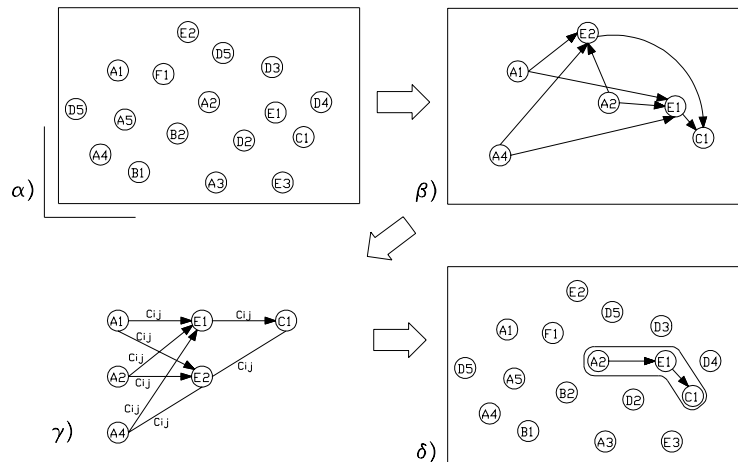 E2
D5
D3
A1
F1
D5
A5
A2
E1
D4
B2
D2
C1
A4
B1
A3
E3
α)
E2
A1
A2
E1
C1
A4
β)
A1
Cij
E1
C1
Cij
Cij
A2
Cij
E2
Cij
A4
Cij
γ)
E2
D5
A1
F1
D3
A2
E1
D4
D5
A5
B2
D2
C1
A4
B1
A3
E3
δ)